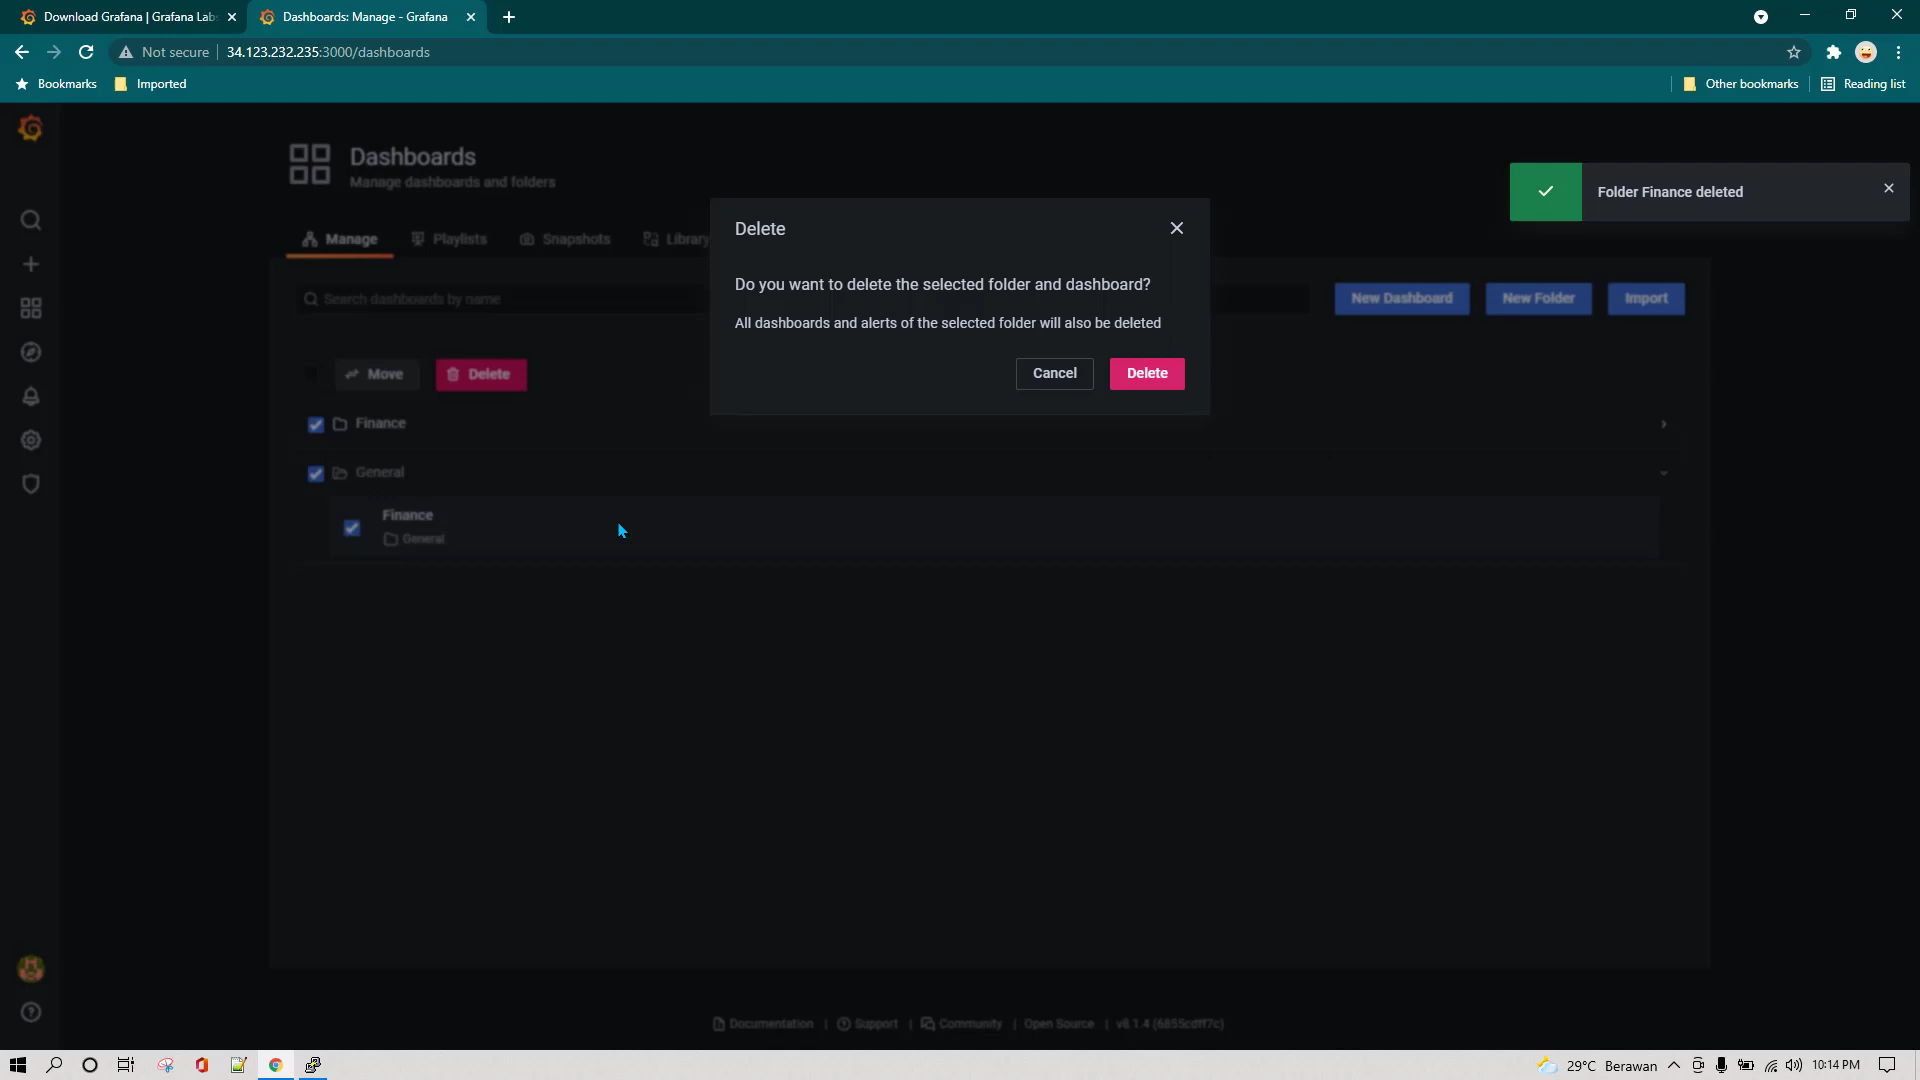 Download Grafana | Grafana Lab
Dashboards: Manage - Grafana
Not secure
34.123.232.235:3000/dashboards
Bookmarks
Imported
Other bookmarks
Reading list
Dashboards
Manage dashboards and folders
Folder Finance deleted
Manage
Playlists
Snapshots
Library
Delete
Do you want to delete the selected folder and dashboard?
All dashboards and alerts of the selected folder will also be deleted
Cancel
Delete
Search dashboards by name
New Dashboard
New Folder
Import
Move
Delete
Finance
General
Finance
General
Documentation | Support | Community | Open Source | v8.1.4 (6855cdff7c)
29°C Berawan
10:14 PM